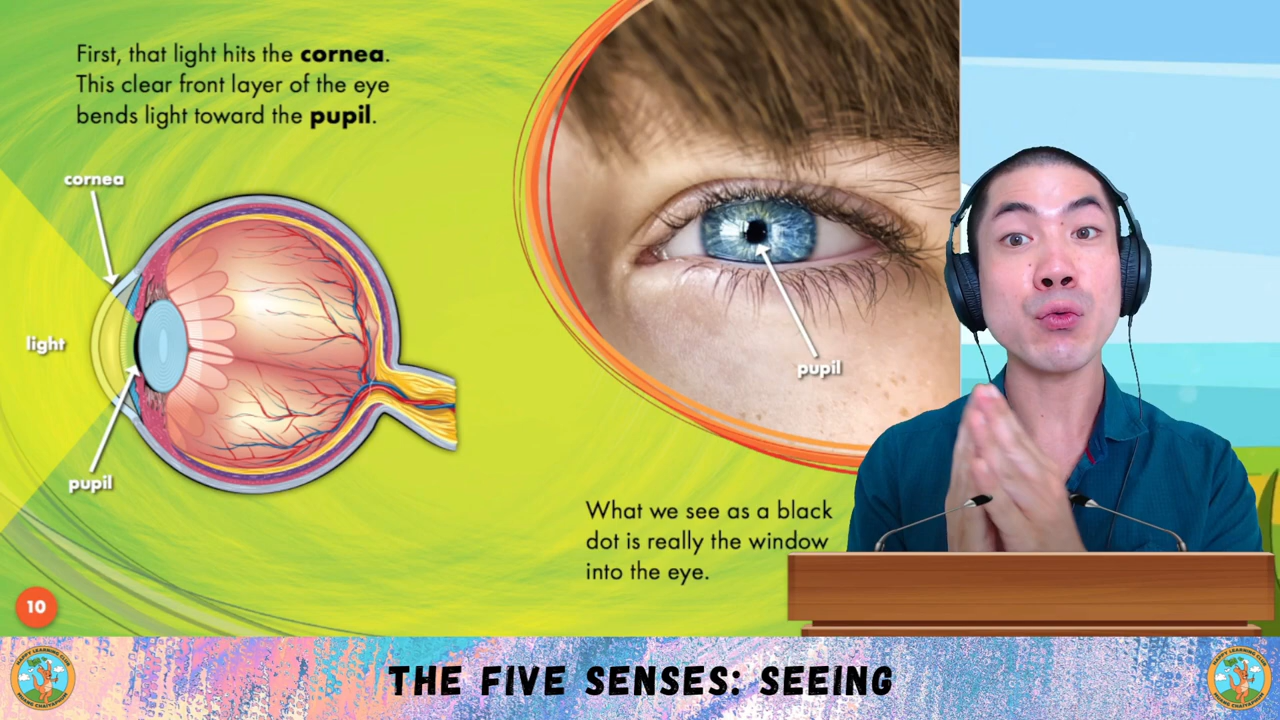 First, that light hits the cornea.
This clear front layer of the eye
bends light toward the pupil.
cornea
light
pupil
pupil
What we see as a black
dot is really the window
into the eye.
10
THE FIVE SENSES: SEEING